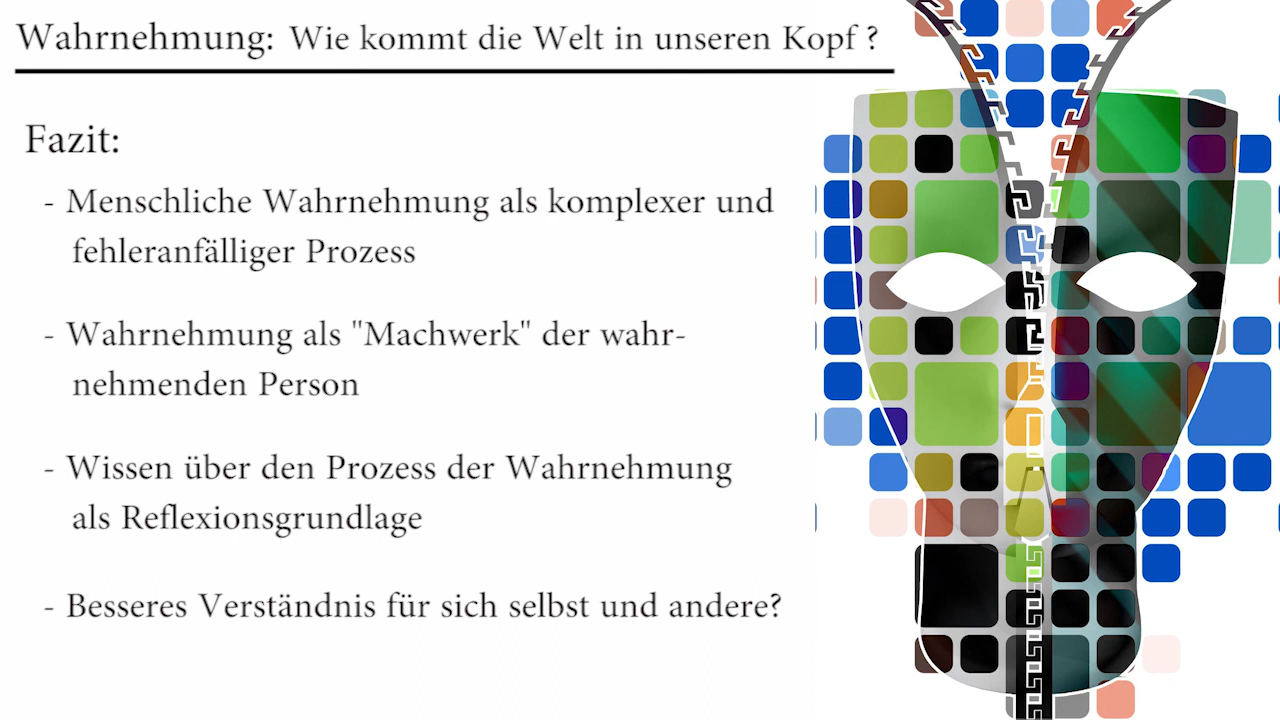 Wahrnehmung: Wie kommt die Welt in unseren Kopf ?
Fazit:
- Menschliche Wahrnehmung als komplexer und
fehleranfälliger Prozess
- Wahrnehmung als "Machwerk" der wahr-
nehmenden Person
- Wissen über den Prozess der Wahrnehmung
als Reflexionsgrundlage
- Besseres Verständnis für sich selbst und andere?